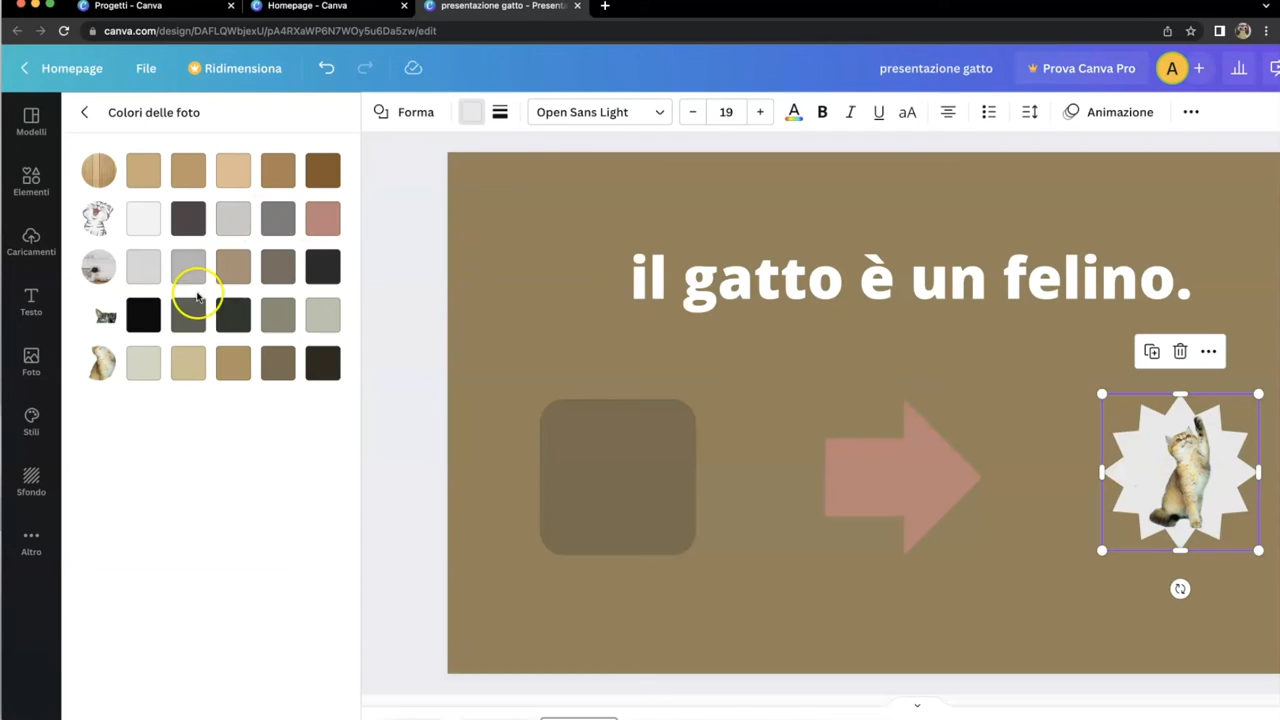 Progetti - Canva
Homepage - Canva
presentazione gatto - Present
canva.com/design/DAFLQWbjexU/pA4RXaWP6N7WOy5u6Da5zw/edit
Homepage
File
Ridimensiona
presentazione gatto
Prova Canva Pro
A
Modelli
Elementi
Caricamenti
Testo
Foto
Stili
Sfondo
Altro
Colori delle foto
Forma
Open Sans Light
19
A
B
I
U
aA
Animazione
il gatto è un felino.